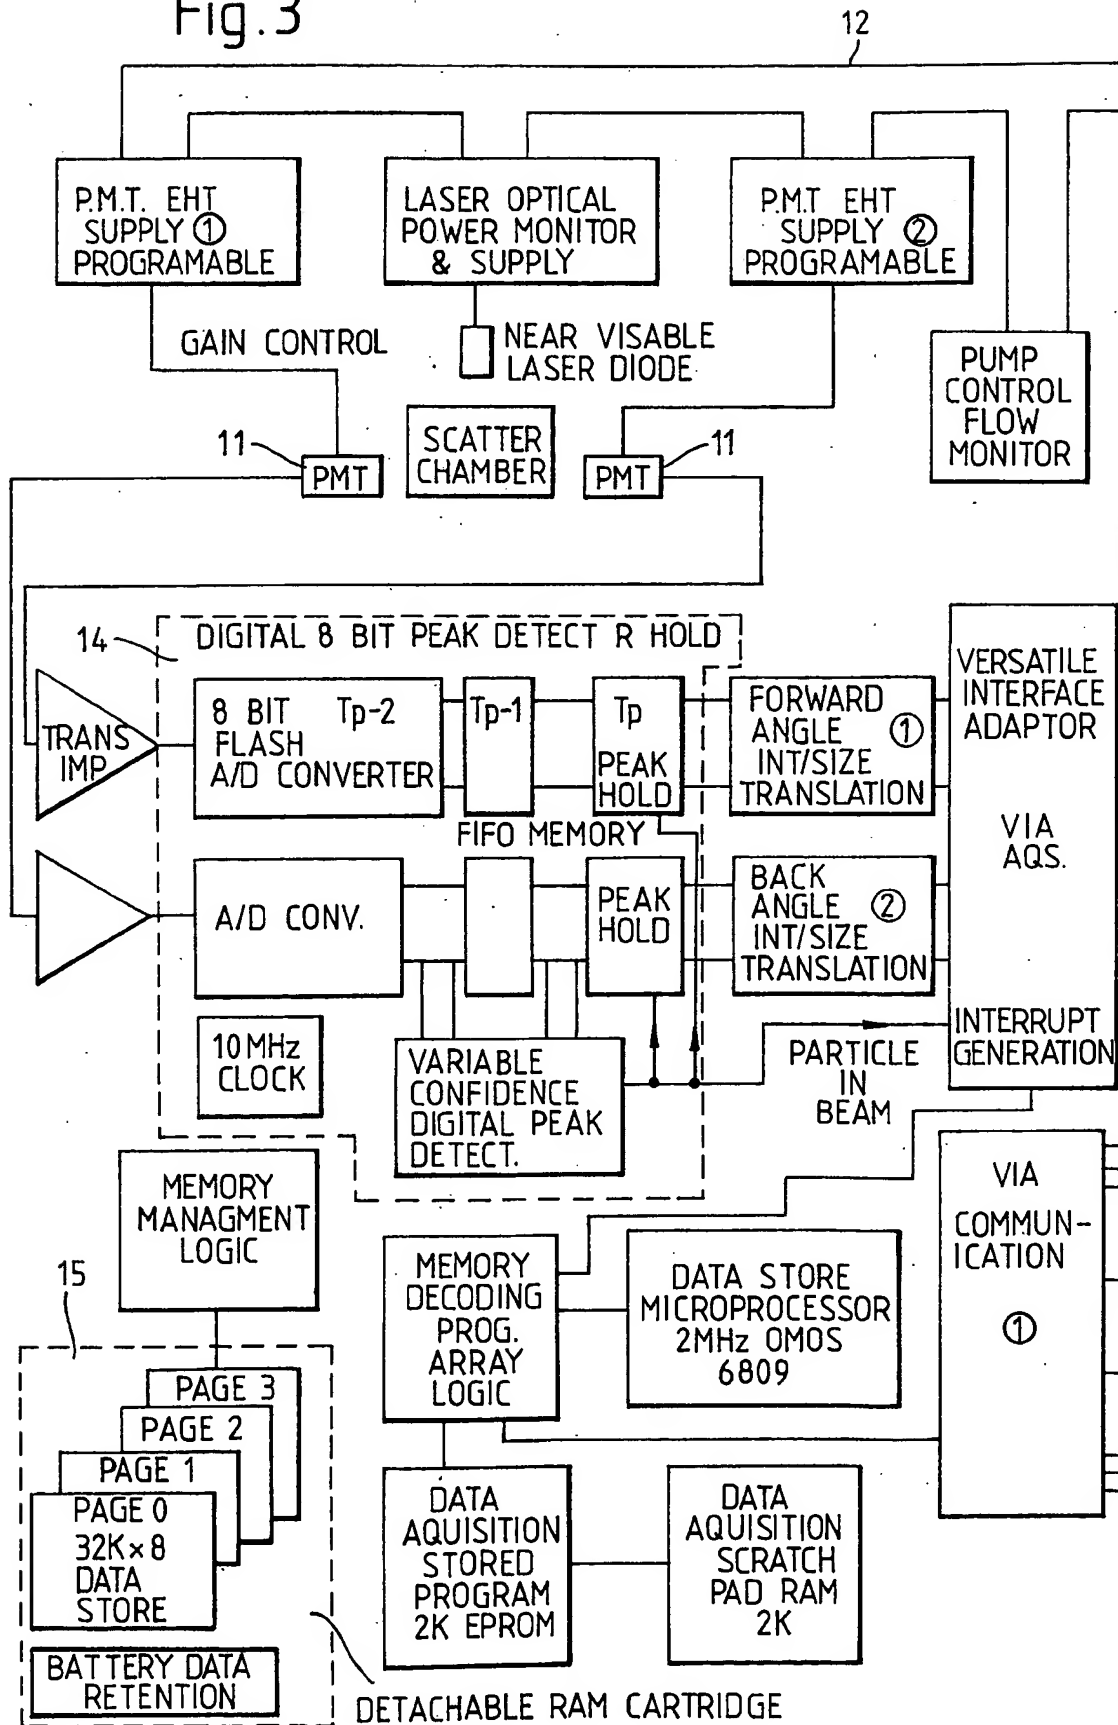 Fig.3
12
P.M.T. EHT
SUPPLY ①
PROGRAMABLE
LASER OPTICAL
POWER MONITOR
& SUPPLY
P.M.T EHT
SUPPLY ②
PROGRAMABLE
GAIN CONTROL
NEAR VISABLE
LASER DIODE
PUMP
CONTROL
FLOW
MONITOR
11
PMT
SCATTER
CHAMBER
11
PMT
14
DIGITAL 8 BIT PEAK DETECT R HOLD
TRANS
IMP
8 BIT Tp-2
FLASH
A/D CONVERTER
Tp-1
Tp
PEAK
HOLD
FORWARD
ANGLE ①
INT/SIZE
TRANSLATION
VERSATILE
INTERFACE
ADAPTOR
VIA
AQS.
INTERRUPT
GENERATION
FIFO MEMORY
A/D CONV.
PEAK
HOLD
BACK
ANGLE ②
INT/SIZE
TRANSLATION
10MHz
CLOCK
VARIABLE
CONFIDENCE
DIGITAL PEAK
DETECT.
PARTICLE
IN
BEAM
MEMORY
MANAGMENT
LOGIC
15
MEMORY
DECODING
PROG.
ARRAY
LOGIC
DATA STORE
MICROPROCESSOR
2MHz OMOS
6809
VIA
COMMUN-
ICATION
①
PAGE 3
PAGE 2
PAGE 1
PAGE 0
32K×8
DATA
STORE
BATTERY DATA
RETENTION
DATA
AQUISITION
STORED
PROGRAM
2K EPROM
DATA
AQUISITION
SCRATCH
PAD RAM
2K
DETACHABLE RAM CARTRIDGE